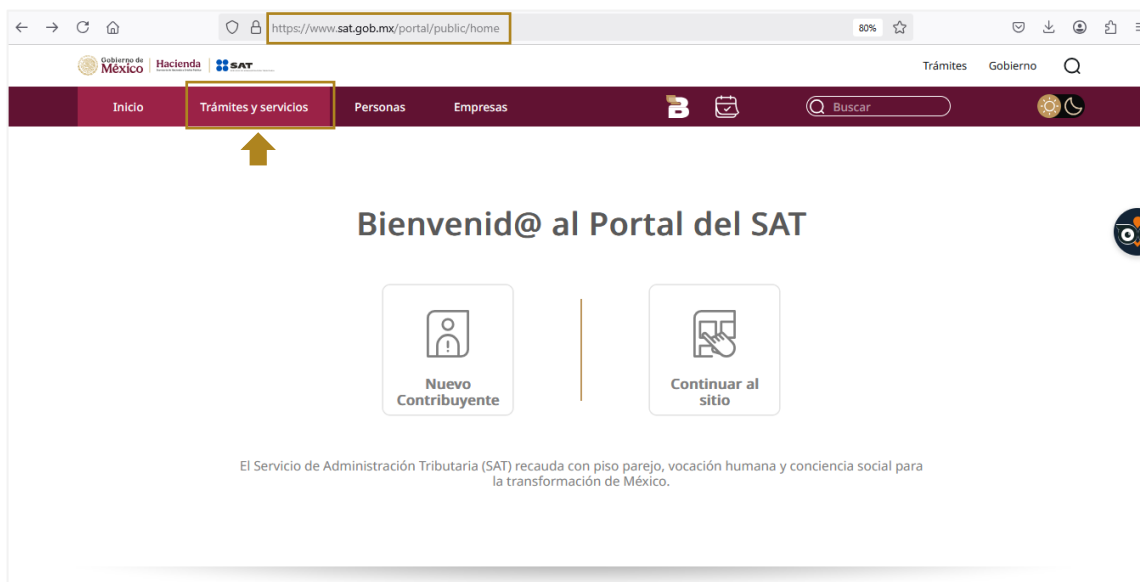 https://www.sat.gob.mx/portal/public/home
80%
Gobierno de
México
Hacienda
SAT
Trámites
Gobierno
Inicio
Trámites y servicios
Personas
Empresas
B
Buscar
Bienvenid@ al Portal del SAT
Nuevo
Contribuyente
Continuar al
sitio
El Servicio de Administración Tributaria (SAT) recauda con piso parejo, vocación humana y conciencia social para
la transformación de México.